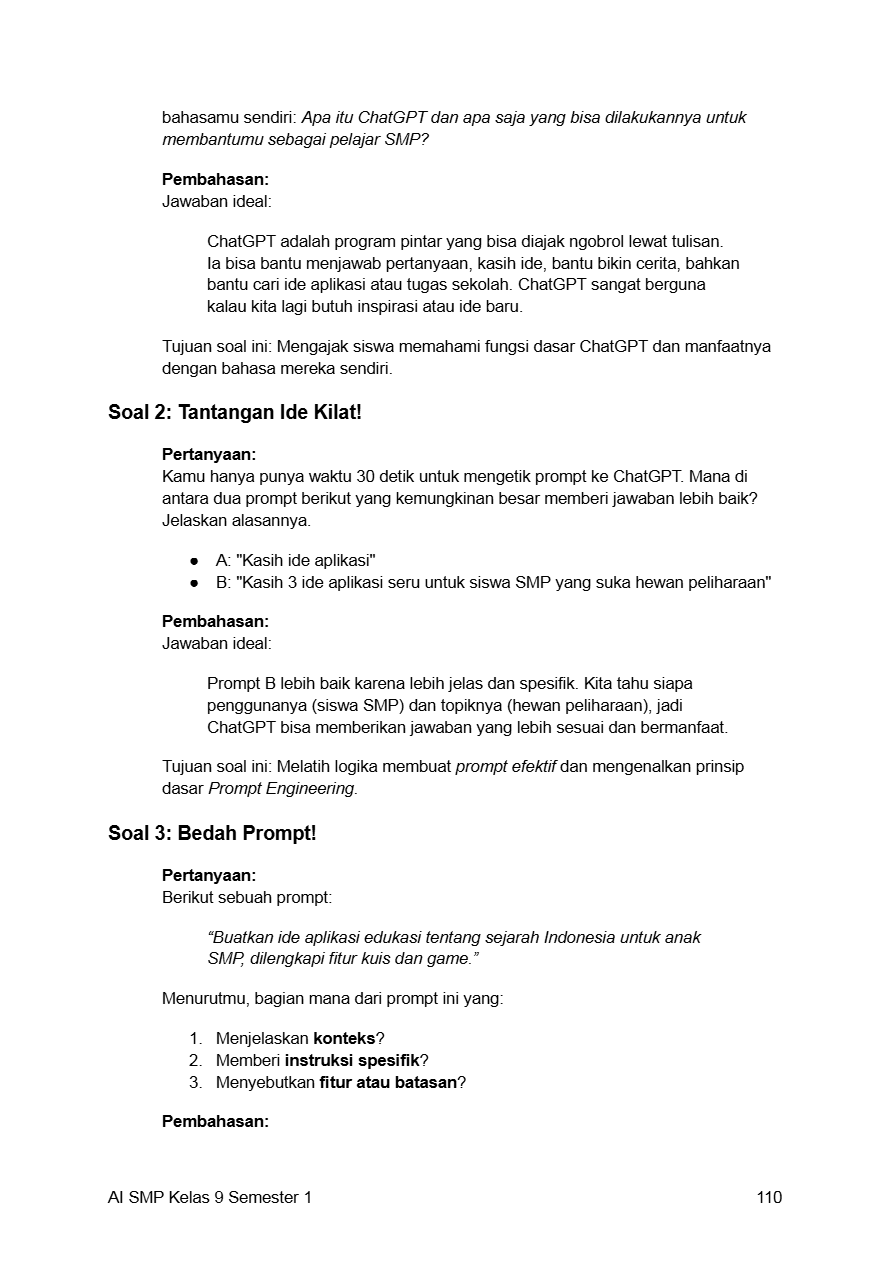 bahasamu sendiri: Apa itu ChatGPT dan apa saja yang bisa dilakukannya untuk
membantumu sebagai pelajar SMP?
Pembahasan:
Jawaban ideal:
ChatGPT adalah program pintar yang bisa diajak ngobrol lewat tulisan.
Ia bisa bantu menjawab pertanyaan, kasih ide, bantu bikin cerita, bahkan
bantu cari ide aplikasi atau tugas sekolah. ChatGPT sangat berguna
kalau kita lagi butuh inspirasi atau ide baru.
Tujuan soal ini: Mengajak siswa memahami fungsi dasar ChatGPT dan manfaatnya
dengan bahasa mereka sendiri.
Soal 2: Tantangan Ide Kilat!
Pertanyaan:
Kamu hanya punya waktu 30 detik untuk mengetik prompt ke ChatGPT. Mana di
antara dua prompt berikut yang kemungkinan besar memberi jawaban lebih baik?
Jelaskan alasannya.
● A: "Kasih ide aplikasi"
● B: "Kasih 3 ide aplikasi seru untuk siswa SMP yang suka hewan peliharaan"
Pembahasan:
Jawaban ideal:
Prompt B lebih baik karena lebih jelas dan spesifik. Kita tahu siapa
penggunanya (siswa SMP) dan topiknya (hewan peliharaan), jadi
ChatGPT bisa memberikan jawaban yang lebih sesuai dan bermanfaat.
Tujuan soal ini: Melatih logika membuat prompt efektif dan mengenalkan prinsip
dasar Prompt Engineering.
Soal 3: Bedah Prompt!
Pertanyaan:
Berikut sebuah prompt:
“Buatkan ide aplikasi edukasi tentang sejarah Indonesia untuk anak
SMP, dilengkapi fitur kuis dan game.”
Menurutmu, bagian mana dari prompt ini yang:
1. Menjelaskan konteks?
2. Memberi instruksi spesifik?
3. Menyebutkan fitur atau batasan?
Pembahasan:
AI SMP Kelas 9 Semester 1 110